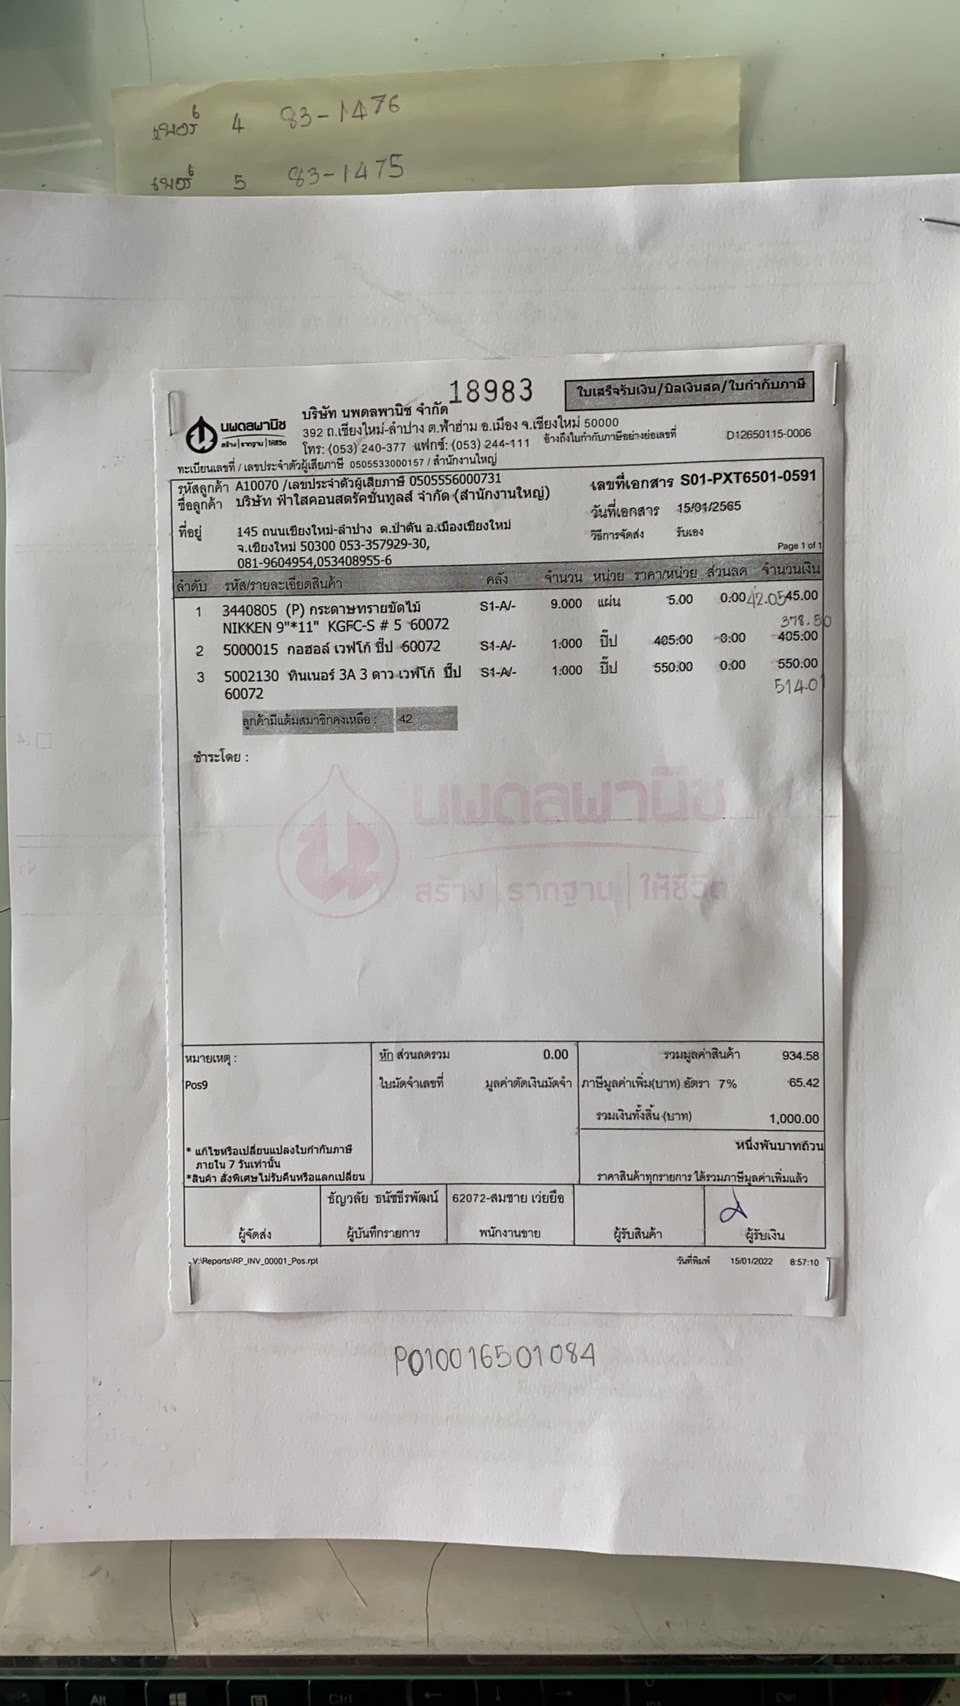 เบอร์ 4 83-1476
เบอร์ 5 83-1475
18983
ใบเสร็จรับเงิน/บิลเงินสด/ใบกำกับภาษี
นพดลพานิช
สร้าง | รากฐาน | ให้ชีวิต
บริษัท นพดลพานิช จำกัด
392 ถ.เชียงใหม่-ลำปาง ต.ฟ้าฮ่าม อ.เมือง จ.เชียงใหม่ 50000
โทร: (053) 240-377 แฟกซ์: (053) 244-111 อ้างถึงใบกำกับภาษีอย่างย่อเลขที่ D12650115-0006
ทะเบียนเลขที่ / เลขประจำตัวผู้เสียภาษี 0505533000157 / สำนักงานใหญ่
รหัสลูกค้า A10070 /เลขประจำตัวผู้เสียภาษี 0505556000731
เลขที่เอกสาร S01-PXT6501-0591
ชื่อลูกค้า บริษัท ฟ้าใสคอนสตรัคชั่นทูลส์ จำกัด (สำนักงานใหญ่)
วันที่เอกสาร 15/01/2565
ที่อยู่ 145 ถนนเชียงใหม่-ลำปาง ต.ป่าตัน อ.เมืองเชียงใหม่
วิธีการจัดส่ง รับเอง
จ.เชียงใหม่ 50300 053-357929-30,
081-9604954,053408955-6
Page 1 of 1
ลำดับ รหัส/รายละเอียดสินค้า คลัง จำนวน หน่วย ราคา/หน่วย ส่วนลด จำนวนเงิน
1 3440805 (P) กระดาษทรายขัดไม้ S1-A/- 9.000 แผ่น 5.00 0.00 42.05 45.00
NIKKEN 9"*11" KGFC-S # 5 60072
378.50
2 5000015 กอฮอล์ เวฟโก้ ปี๊ป 60072 S1-A/- 1.000 ปี๊ป 405.00 0.00 405.00
3 5002130 ทินเนอร์ 3A 3 ดาว เวฟโก้ ปี๊ป S1-A/- 1.000 ปี๊ป 550.00 0.00 550.00
60072
514.01
ลูกค้ามีแต้มสมาชิกคงเหลือ : 42
ชำระโดย :
นพดลพานิช
สร้าง | รากฐาน | ให้ชีวิต
หมายเหตุ : หัก ส่วนลดรวม 0.00 รวมมูลค่าสินค้า 934.58
Pos9 ใบมัดจำเลขที่ มูลค่าตัดเงินมัดจำ ภาษีมูลค่าเพิ่ม(บาท) อัตรา 7% 65.42
รวมเงินทั้งสิ้น (บาท) 1,000.00
หนึ่งพันบาทถ้วน
* แก้ไขหรือเปลี่ยนแปลงใบกำกับภาษี
ภายใน 7 วันเท่านั้น
*สินค้า สั่งพิเศษไม่รับคืนหรือแลกเปลี่ยน
ราคาสินค้าทุกรายการ ได้รวมภาษีมูลค่าเพิ่มแล้ว
ธัญวลัย ธนัชธีรพัฒน์ 62072-สมชาย เว่ยยือ
ผู้จัดส่ง ผู้บันทึกรายการ พนักงานขาย ผู้รับสินค้า ผู้รับเงิน
V:\Reports\RP_INV_00001_Pos.rpt วันที่พิมพ์ 15/01/2022 8:57:10
PO10016501084
Alt
Ctrl